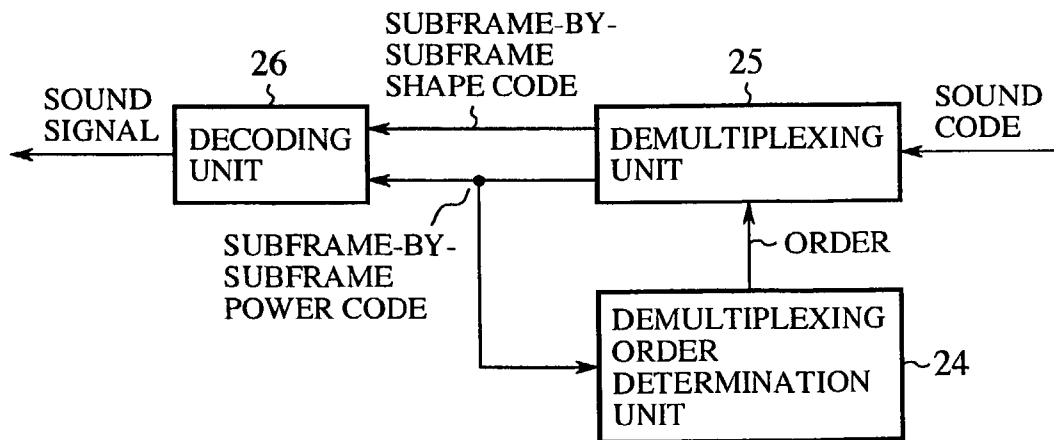 SUBFRAME-BY-
SUBFRAME
SHAPE CODE
26
25
SOUND
SIGNAL
DECODING
UNIT
DEMULTIPLEXING
UNIT
SOUND
CODE
SUBFRAME-BY-
SUBFRAME
POWER CODE
ORDER
DEMULTIPLEXING
ORDER
DETERMINATION
UNIT
24